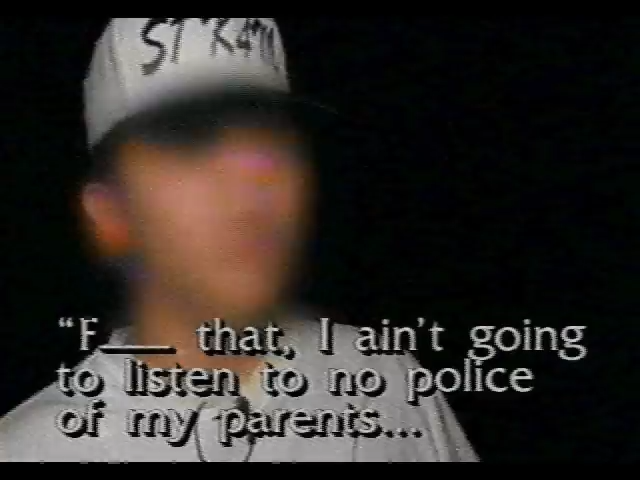 "F___ that, I ain't going
to listen to no police
of my parents...